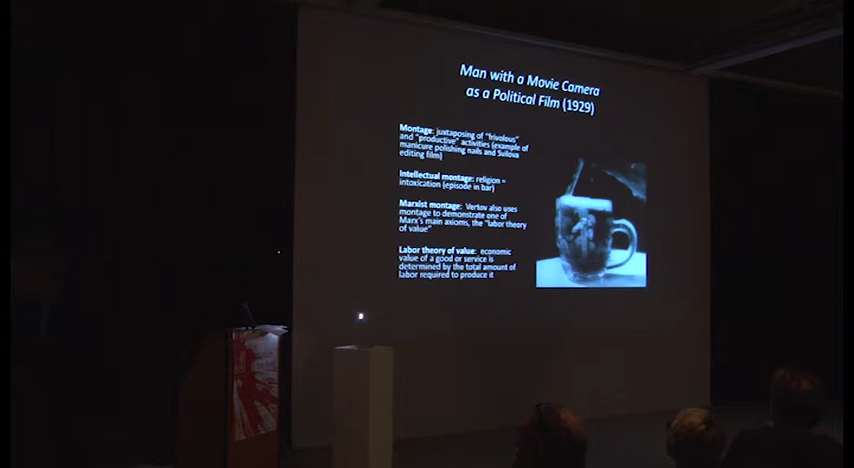 Man with a Movie Camera
as a Political Film (1929)
Montage: juxtaposing of "frivolous"
and "productive" activities (example of
manicure polishing nails and Svilova
editing film)
Intellectual montage: religion =
intoxication (episode in bar)
Marxist montage: Vertov also uses
montage to demonstrate one of
Marx's main axioms, the "labor theory
of value"
Labor theory of value: economic
value of a good or service is
determined by the total amount of
labor required to produce it